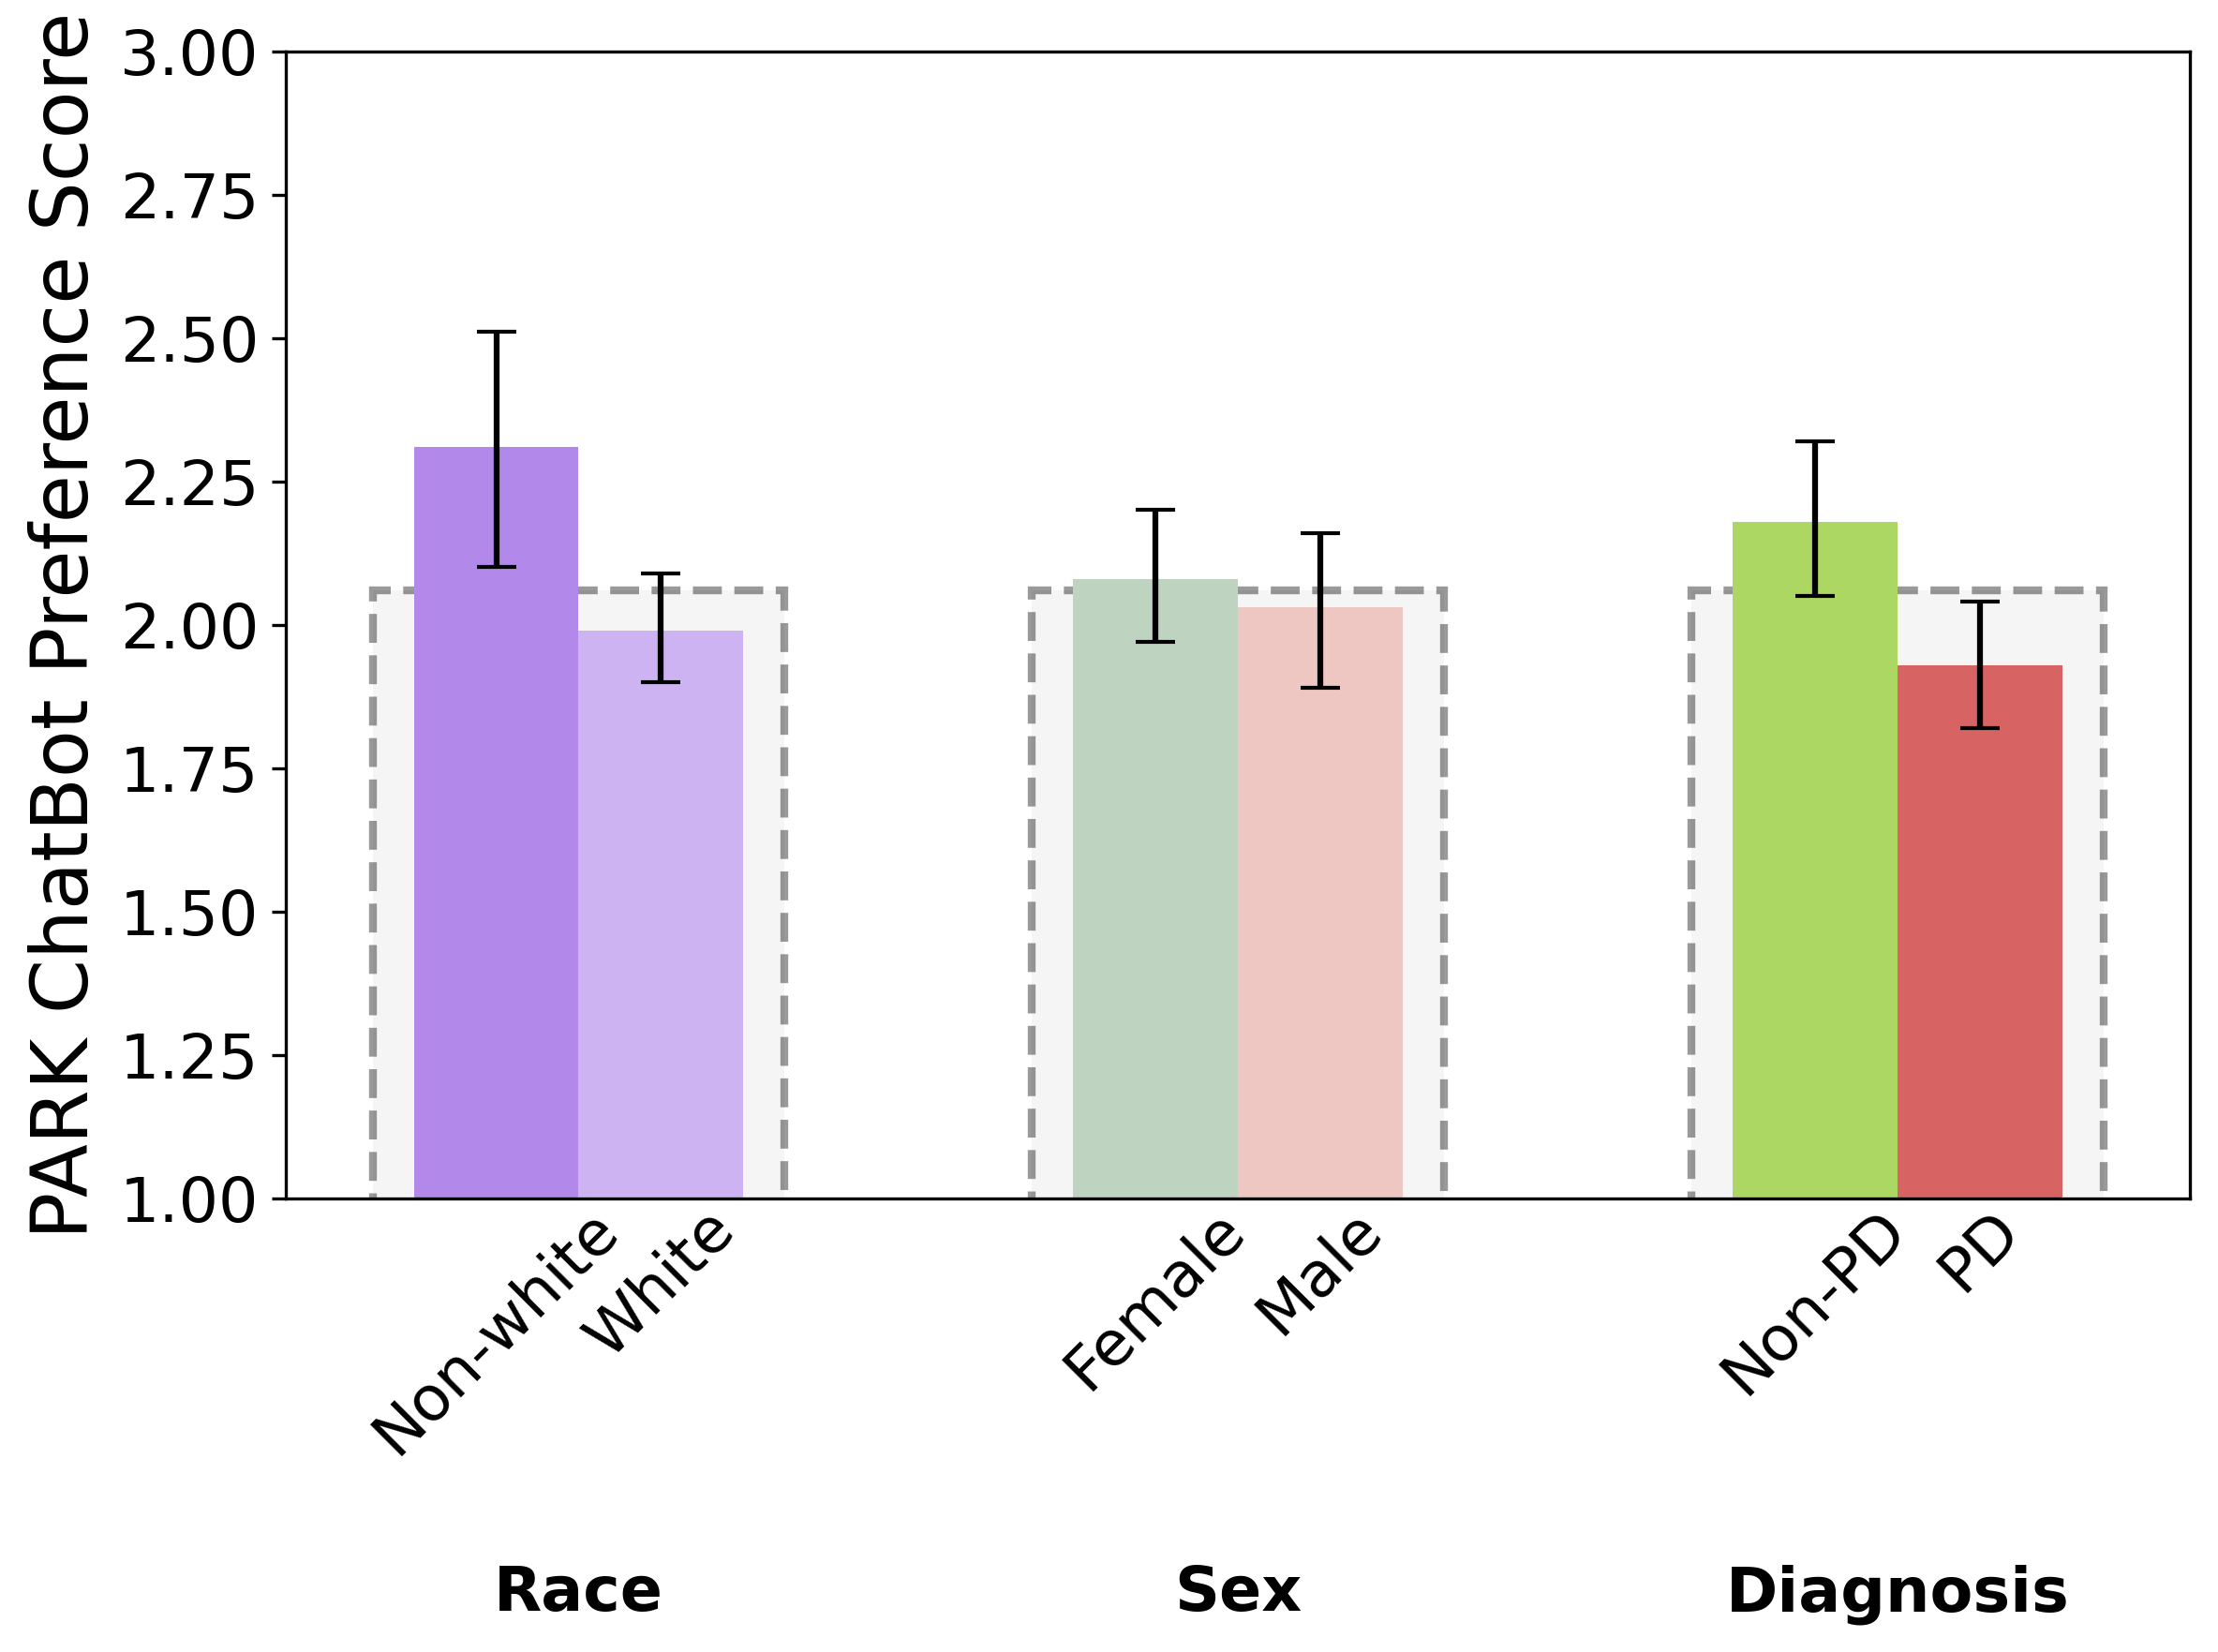 PARK ChatBot Preference Score
3.00
2.75
2.50
2.25
2.00
1.75
1.50
1.25
1.00
Non-white
White
Female
Male
Non-PD
PD
Race
Sex
Diagnosis